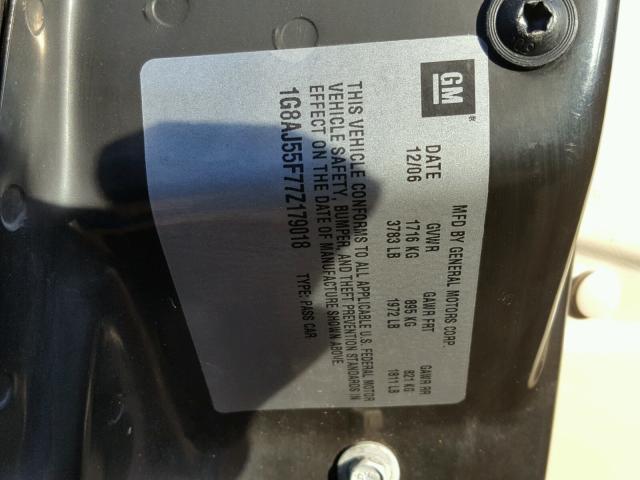 GM
MFD BY GENERAL MOTORS CORP.
DATE GVWR GAWR FRT GAWR RR
12/06 1716 KG 895 KG 821 KG
3783 LB 1972 LB 1811 LB
THIS VEHICLE CONFORMS TO ALL APPLICABLE U.S. FEDERAL MOTOR
VEHICLE SAFETY, BUMPER, AND THEFT PREVENTION STANDARDS IN
EFFECT ON THE DATE OF MANUFACTURE SHOWN ABOVE.
1G8AJ55F77Z179018 TYPE: PASS CAR